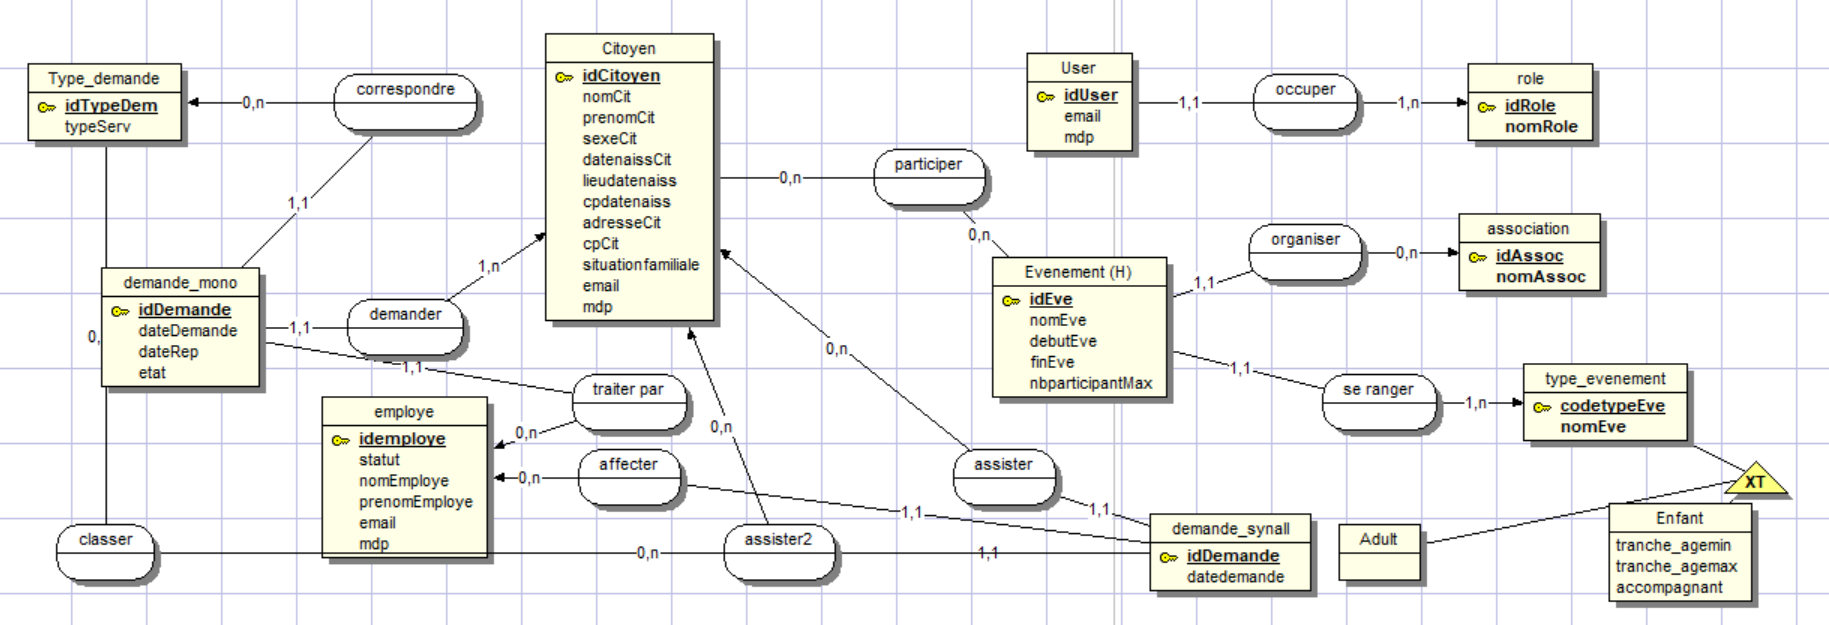 Type_demande
idTypeDem
typeServ
0,n
correspondre
1,1
Citoyen
idCitoyen
nomCit
prenomCit
sexeCit
datenaissCit
lieudatenaiss
cpdatenaiss
adresseCit
cpCit
situationfamiliale
email
mdp
0,n
participer
0,n
User
idUser
email
mdp
1,1
occuper
1,n
role
idRole
nomRole
demande_mono
idDemande
dateDemande
dateRep
etat
0,
1,1
demander
1,n
1,1
traiter par
0,n
Evenement (H)
idEve
nomEve
debutEve
finEve
nbparticipantMax
1,1
organiser
0,n
association
idAssoc
nomAssoc
1,1
se ranger
1,n
type_evenement
codetypeEve
nomEve
XT
employe
idemploye
statut
nomEmploye
prenomEmploye
email
mdp
0,n
affecter
1,1
0,n
0,n
assister
1,1
classer
0,n
assister2
1,1
demande_synall
idDemande
datedemande
Adult
Enfant
tranche_agemin
tranche_agemax
accompagnant